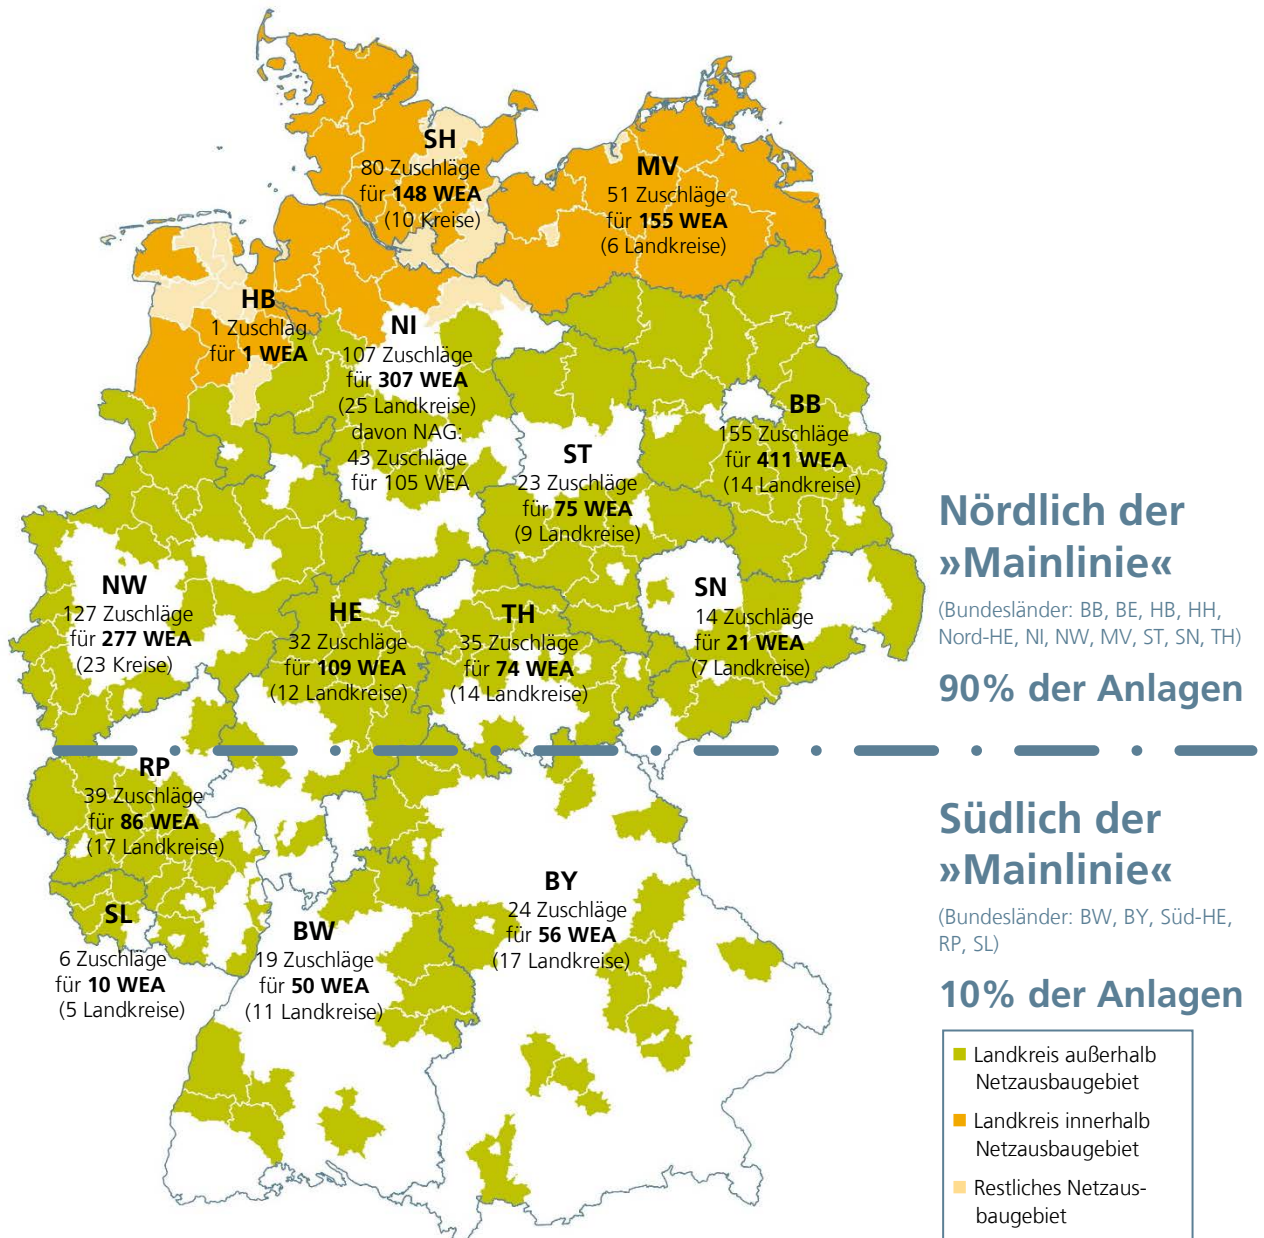 SH
80 Zuschläge
für 148 WEA
(10 Kreise)
MV
51 Zuschläge
für 155 WEA
(6 Landkreise)
HB
1 Zuschlag
für 1 WEA
NI
107 Zuschläge
für 307 WEA
(25 Landkreise)
davon NAG:
43 Zuschläge
für 105 WEA
BB
155 Zuschläge
für 411 WEA
(14 Landkreise)
ST
23 Zuschläge
für 75 WEA
(9 Landkreise)
NW
127 Zuschläge
für 277 WEA
(23 Kreise)
HE
32 Zuschläge
für 109 WEA
(12 Landkreise)
TH
35 Zuschläge
für 74 WEA
(14 Landkreise)
SN
14 Zuschläge
für 21 WEA
(7 Landkreise)
Nördlich der
»Mainlinie«
(Bundesländer: BB, BE, HB, HH,
Nord-HE, NI, NW, MV, ST, SN, TH)
90% der Anlagen
RP
39 Zuschläge
für 86 WEA
(17 Landkreise)
SL
6 Zuschläge
für 10 WEA
(5 Landkreise)
BW
19 Zuschläge
für 50 WEA
(11 Landkreise)
BY
24 Zuschläge
für 56 WEA
(17 Landkreise)
Südlich der
»Mainlinie«
(Bundesländer: BW, BY, Süd-HE,
RP, SL)
10% der Anlagen
Landkreis außerhalb
Netzausbaugebiet
Landkreis innerhalb
Netzausbaugebiet
Restliches Netzaus-
baugebiet